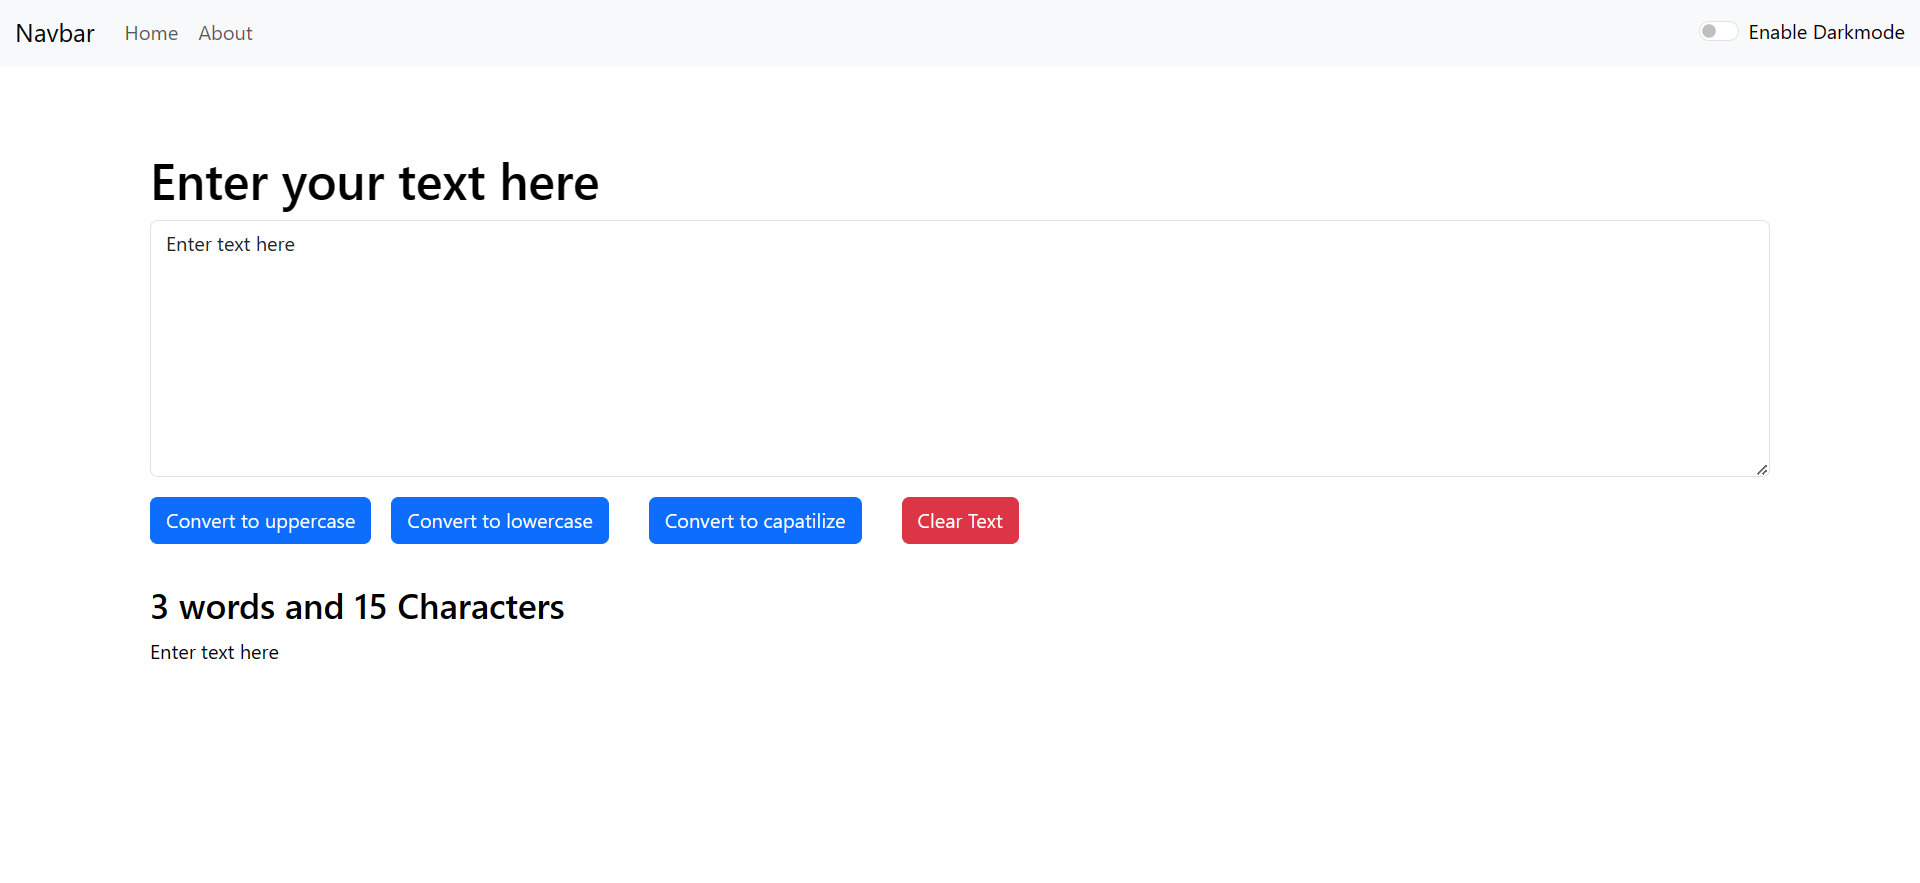 Navbar Home About Enable Darkmode
Enter your text here
Enter text here
Convert to uppercase Convert to lowercase Convert to capatilize Clear Text
3 words and 15 Characters
Enter text here